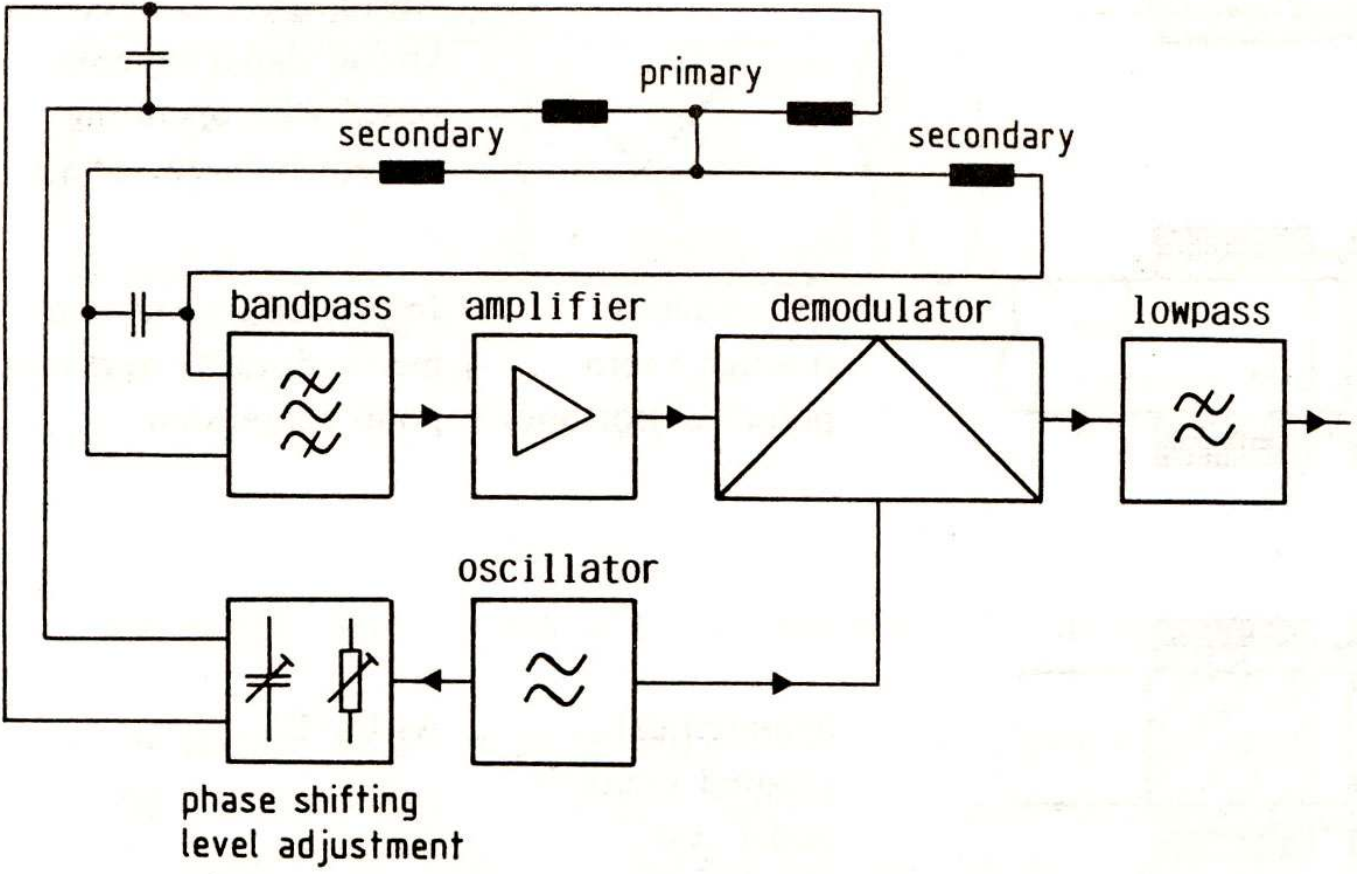 primary
secondary
secondary
bandpass
amplifier
demodulator
lowpass
oscillator
phase shifting
level adjustment